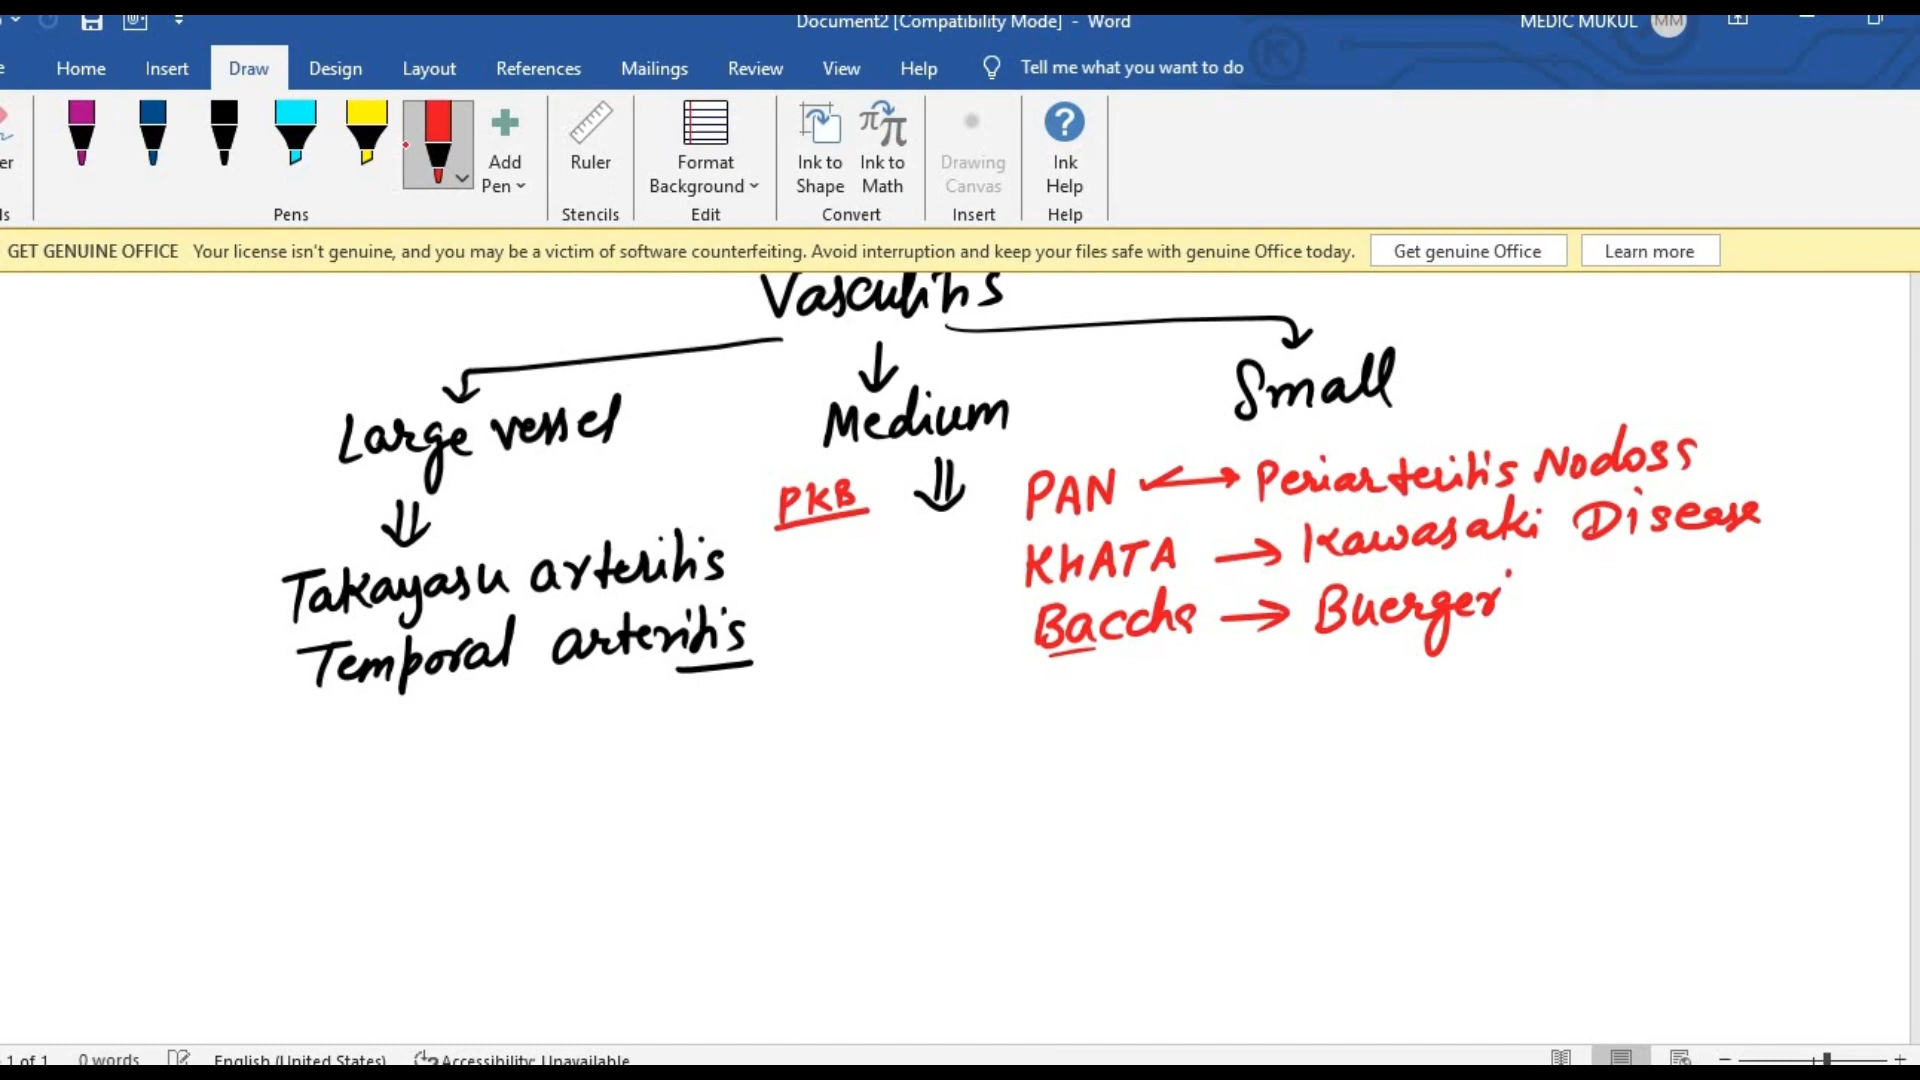 Document2 [Compatibility Mode] - Word
MEDIC MUKUL MM
Home Insert Draw Design Layout References Mailings Review View Help Tell me what you want to do
Add Pen
Ruler
Format Background
Ink to Shape
Ink to Math
Drawing Canvas
Ink Help
Pens Stencils Edit Convert Insert Help
GET GENUINE OFFICE Your license isn't genuine, and you may be a victim of software counterfeiting. Avoid interruption and keep your files safe with genuine Office today. Get genuine Office Learn more
Vasculitis
Large vessel Medium Small
PKB
PAN ↔ Periarteritis Nodoss
KHATA → Kawasaki Disease
Baccha → Buerger
Takayasu arteritis
Temporal arteritis
1 of 1 0 words English (United States) Accessibility: Unavailable